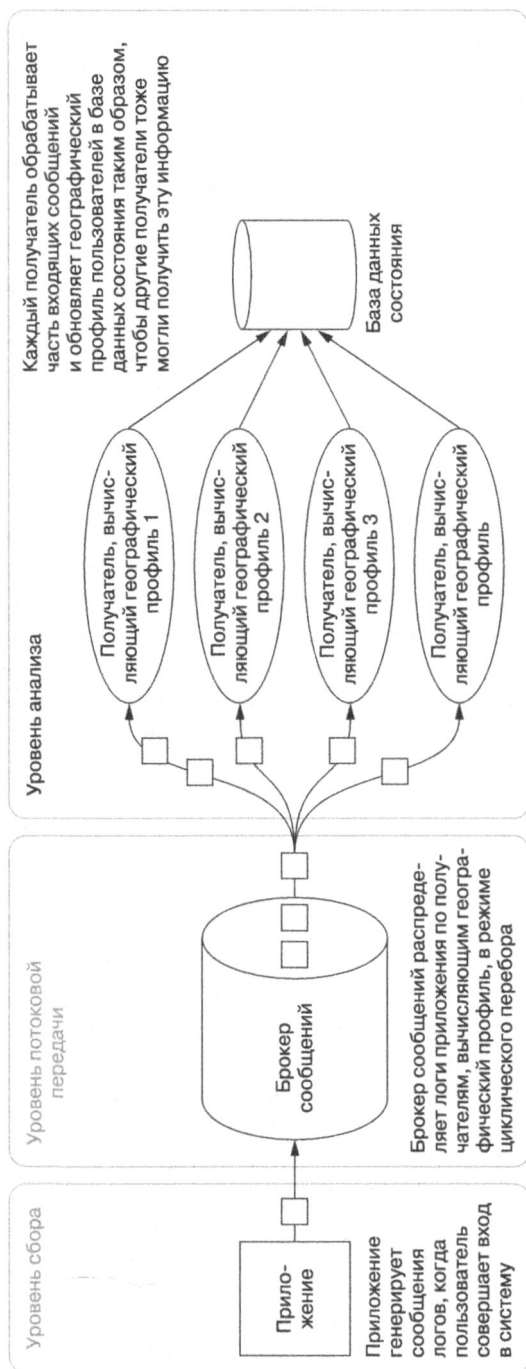 Уровень сбора
Прило-
жение
Приложение
генерирует
сообщения
логов, когда
пользователь
совершает вход
в систему
Уровень потоковой
передачи
Брокер
сообщений
Брокер сообщений распреде-
ляет логи приложения по полу-
чателям, вычисляющим геогра-
фический профиль, в режиме
циклического перебора
Уровень анализа
Получатель, вычис-
ляющий географический
профиль 1
Получатель, вычис-
ляющий географический
профиль 2
Получатель, вычис-
ляющий географический
профиль 3
Получатель, вычис-
ляющий географический
профиль
Каждый получатель обрабатывает
часть входящих сообщений
и обновляет географический
профиль пользователей в базе
данных состояния таким образом,
чтобы другие получатели тоже
могли получить эту информацию
База данных
состояния